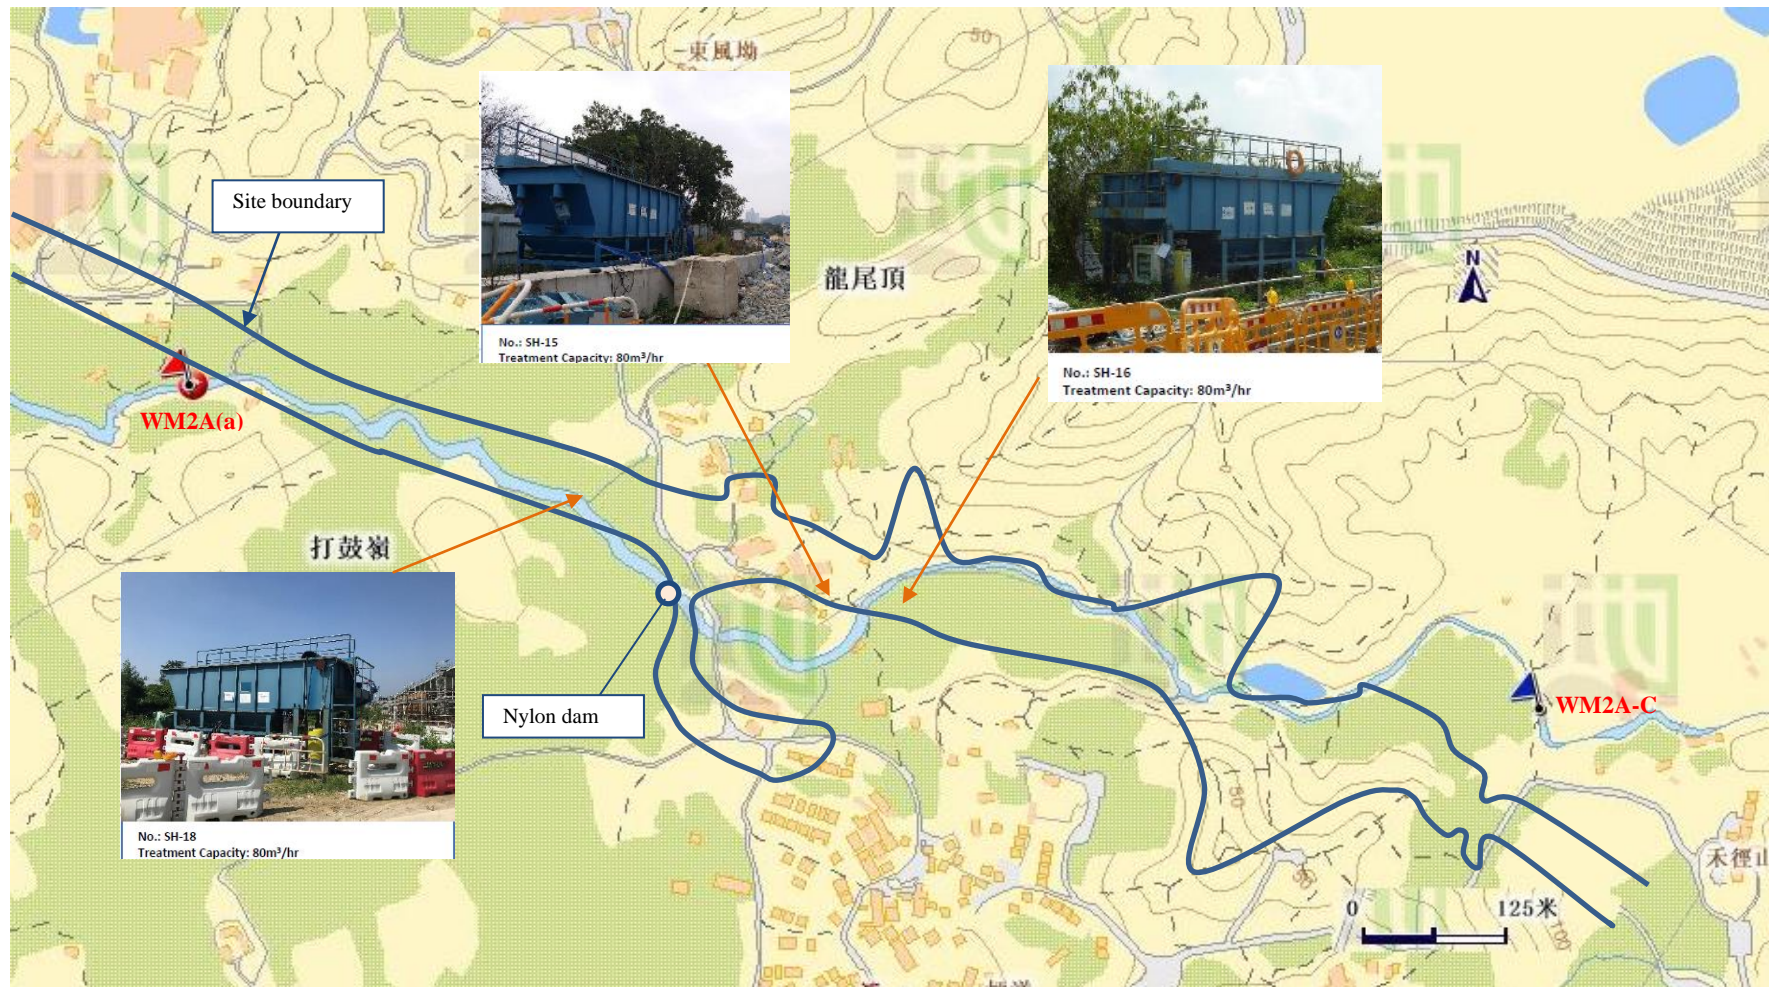 東風坳
50
Site boundary
龍尾頂
N
No.: SH-15
Treatment Capacity: 80m³/hr
No.: SH-16
Treatment Capacity: 80m³/hr
WM2A(a)
打鼓嶺
Nylon dam
WM2A-C
No.: SH-18
Treatment Capacity: 80m³/hr
50
禾徑山
0
125米
100